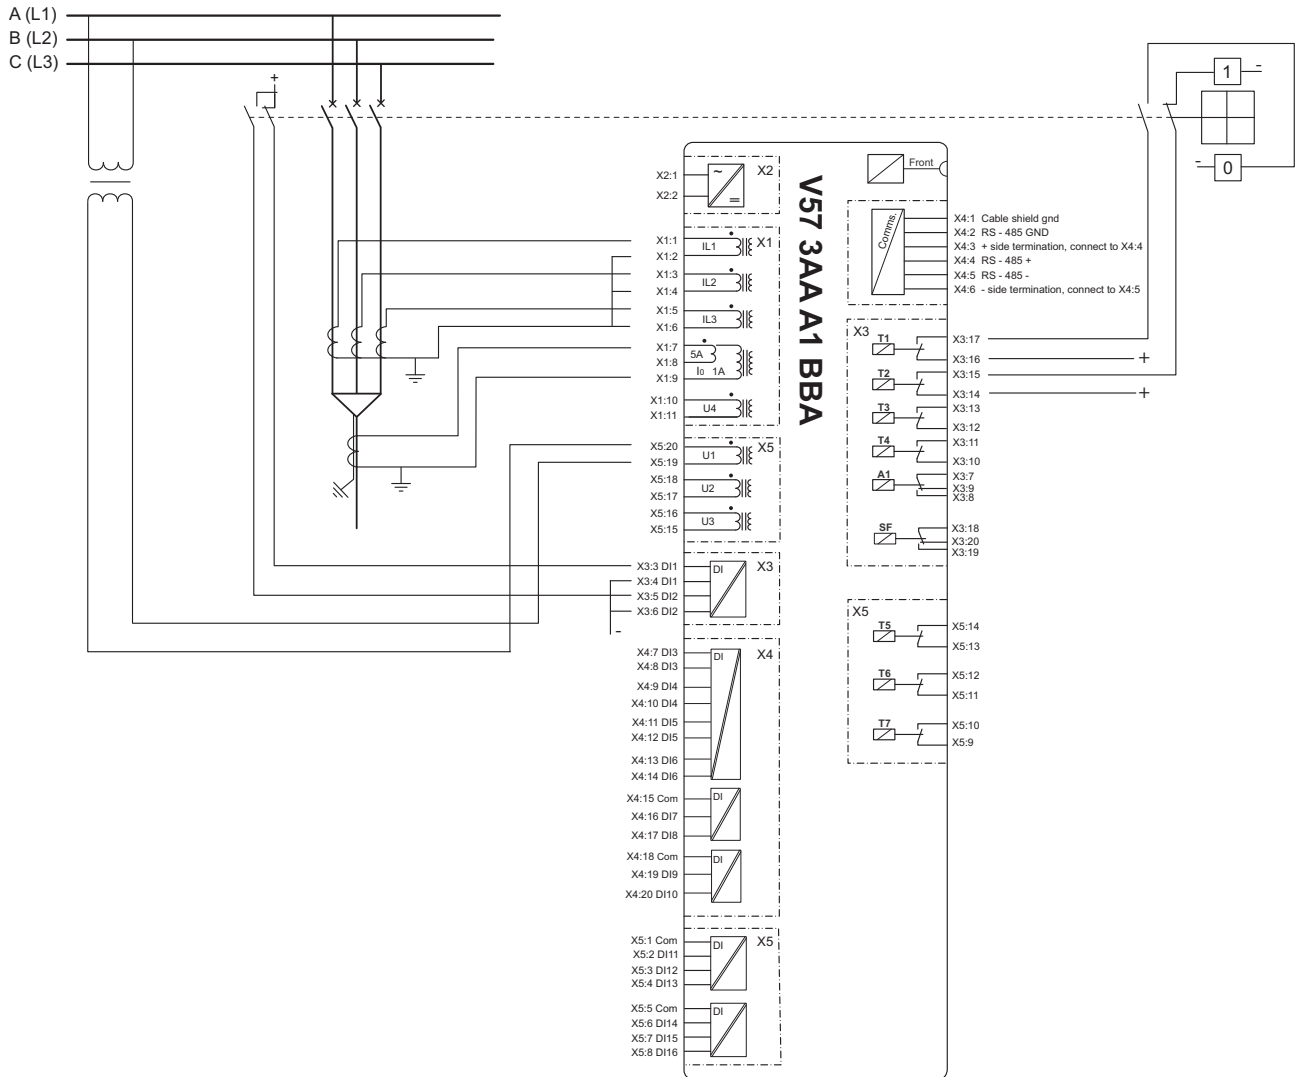 A (L1)
B (L2)
C (L3)
+
1
-
-
0
V57 3AA A1 BBA
X2
X2:1
X2:2
~
=
X1
X1:1
X1:2
IL1
X1:3
X1:4
IL2
X1:5
X1:6
IL3
X1:7
X1:8
X1:9
5A
I0 1A
X1:10
X1:11
U4
X5
X5:20
X5:19
U1
X5:18
X5:17
U2
X5:16
X5:15
U3
X3
X3:3 DI1
X3:4 DI1
X3:5 DI2
X3:6 DI2
DI
-
X4
X4:7 DI3
X4:8 DI3
X4:9 DI4
X4:10 DI4
X4:11 DI5
X4:12 DI5
X4:13 DI6
X4:14 DI6
DI
X4:15 Com
X4:16 DI7
X4:17 DI8
DI
X4:18 Com
X4:19 DI9
X4:20 DI10
DI
X5
X5:1 Com
X5:2 DI11
X5:3 DI12
X5:4 DI13
DI
X5:5 Com
X5:6 DI14
X5:7 DI15
X5:8 DI16
DI
Front
Comms.
X4:1 Cable shield gnd
X4:2 RS - 485 GND
X4:3 + side termination, connect to X4:4
X4:4 RS - 485 +
X4:5 RS - 485 -
X4:6 - side termination, connect to X4:5
X3
T1
X3:17
X3:16
+
T2
X3:15
X3:14
+
T3
X3:13
X3:12
T4
X3:11
X3:10
A1
X3:7
X3:9
X3:8
SF
X3:18
X3:20
X3:19
X5
T5
X5:14
X5:13
T6
X5:12
X5:11
T7
X5:10
X5:9